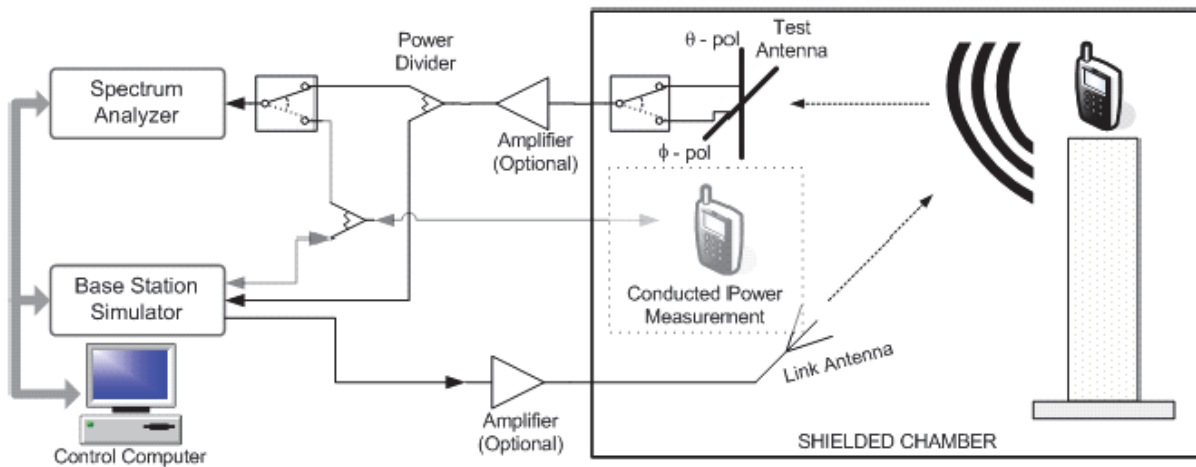 Spectrum
Analyzer
Power
Divider
Amplifier
(Optional)
θ - pol
Test
Antenna
ϕ - pol
Conducted lPower
Measurement
Base Station
Simulator
Link Antenna
Amplifier
(Optional)
Control Computer
SHIELDED CHAMBER